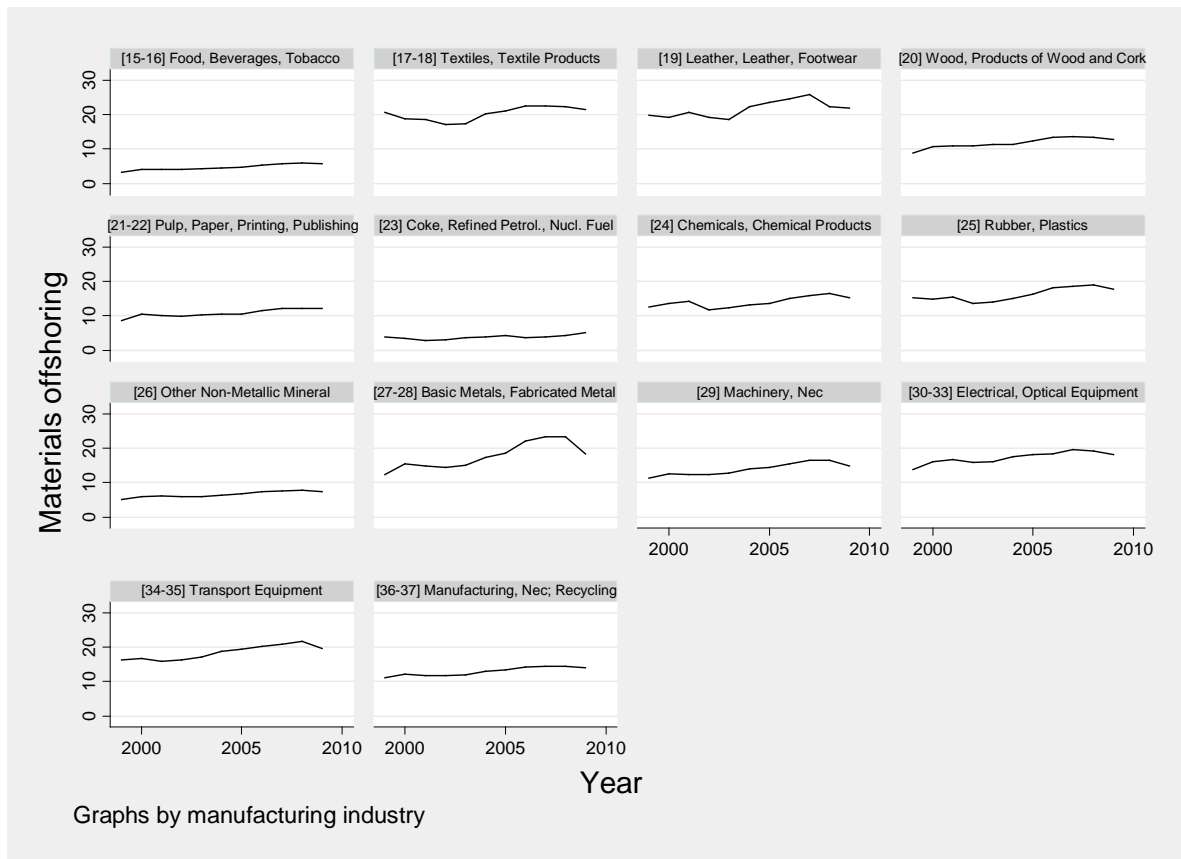 [15-16] Food, Beverages, Tobacco
[17-18] Textiles, Textile Products
[19] Leather, Leather, Footwear
[20] Wood, Products of Wood and Cork
30
20
10
0
[21-22] Pulp, Paper, Printing, Publishing
[23] Coke, Refined Petrol., Nucl. Fuel
[24] Chemicals, Chemical Products
[25] Rubber, Plastics
30
20
10
0
Materials offshoring
[26] Other Non-Metallic Mineral
[27-28] Basic Metals, Fabricated Metal
[29] Machinery, Nec
[30-33] Electrical, Optical Equipment
30
20
10
0
2000 2005 2010
2000 2005 2010
[34-35] Transport Equipment
[36-37] Manufacturing, Nec; Recycling
30
20
10
0
2000 2005 2010
2000 2005 2010
Year
Graphs by manufacturing industry